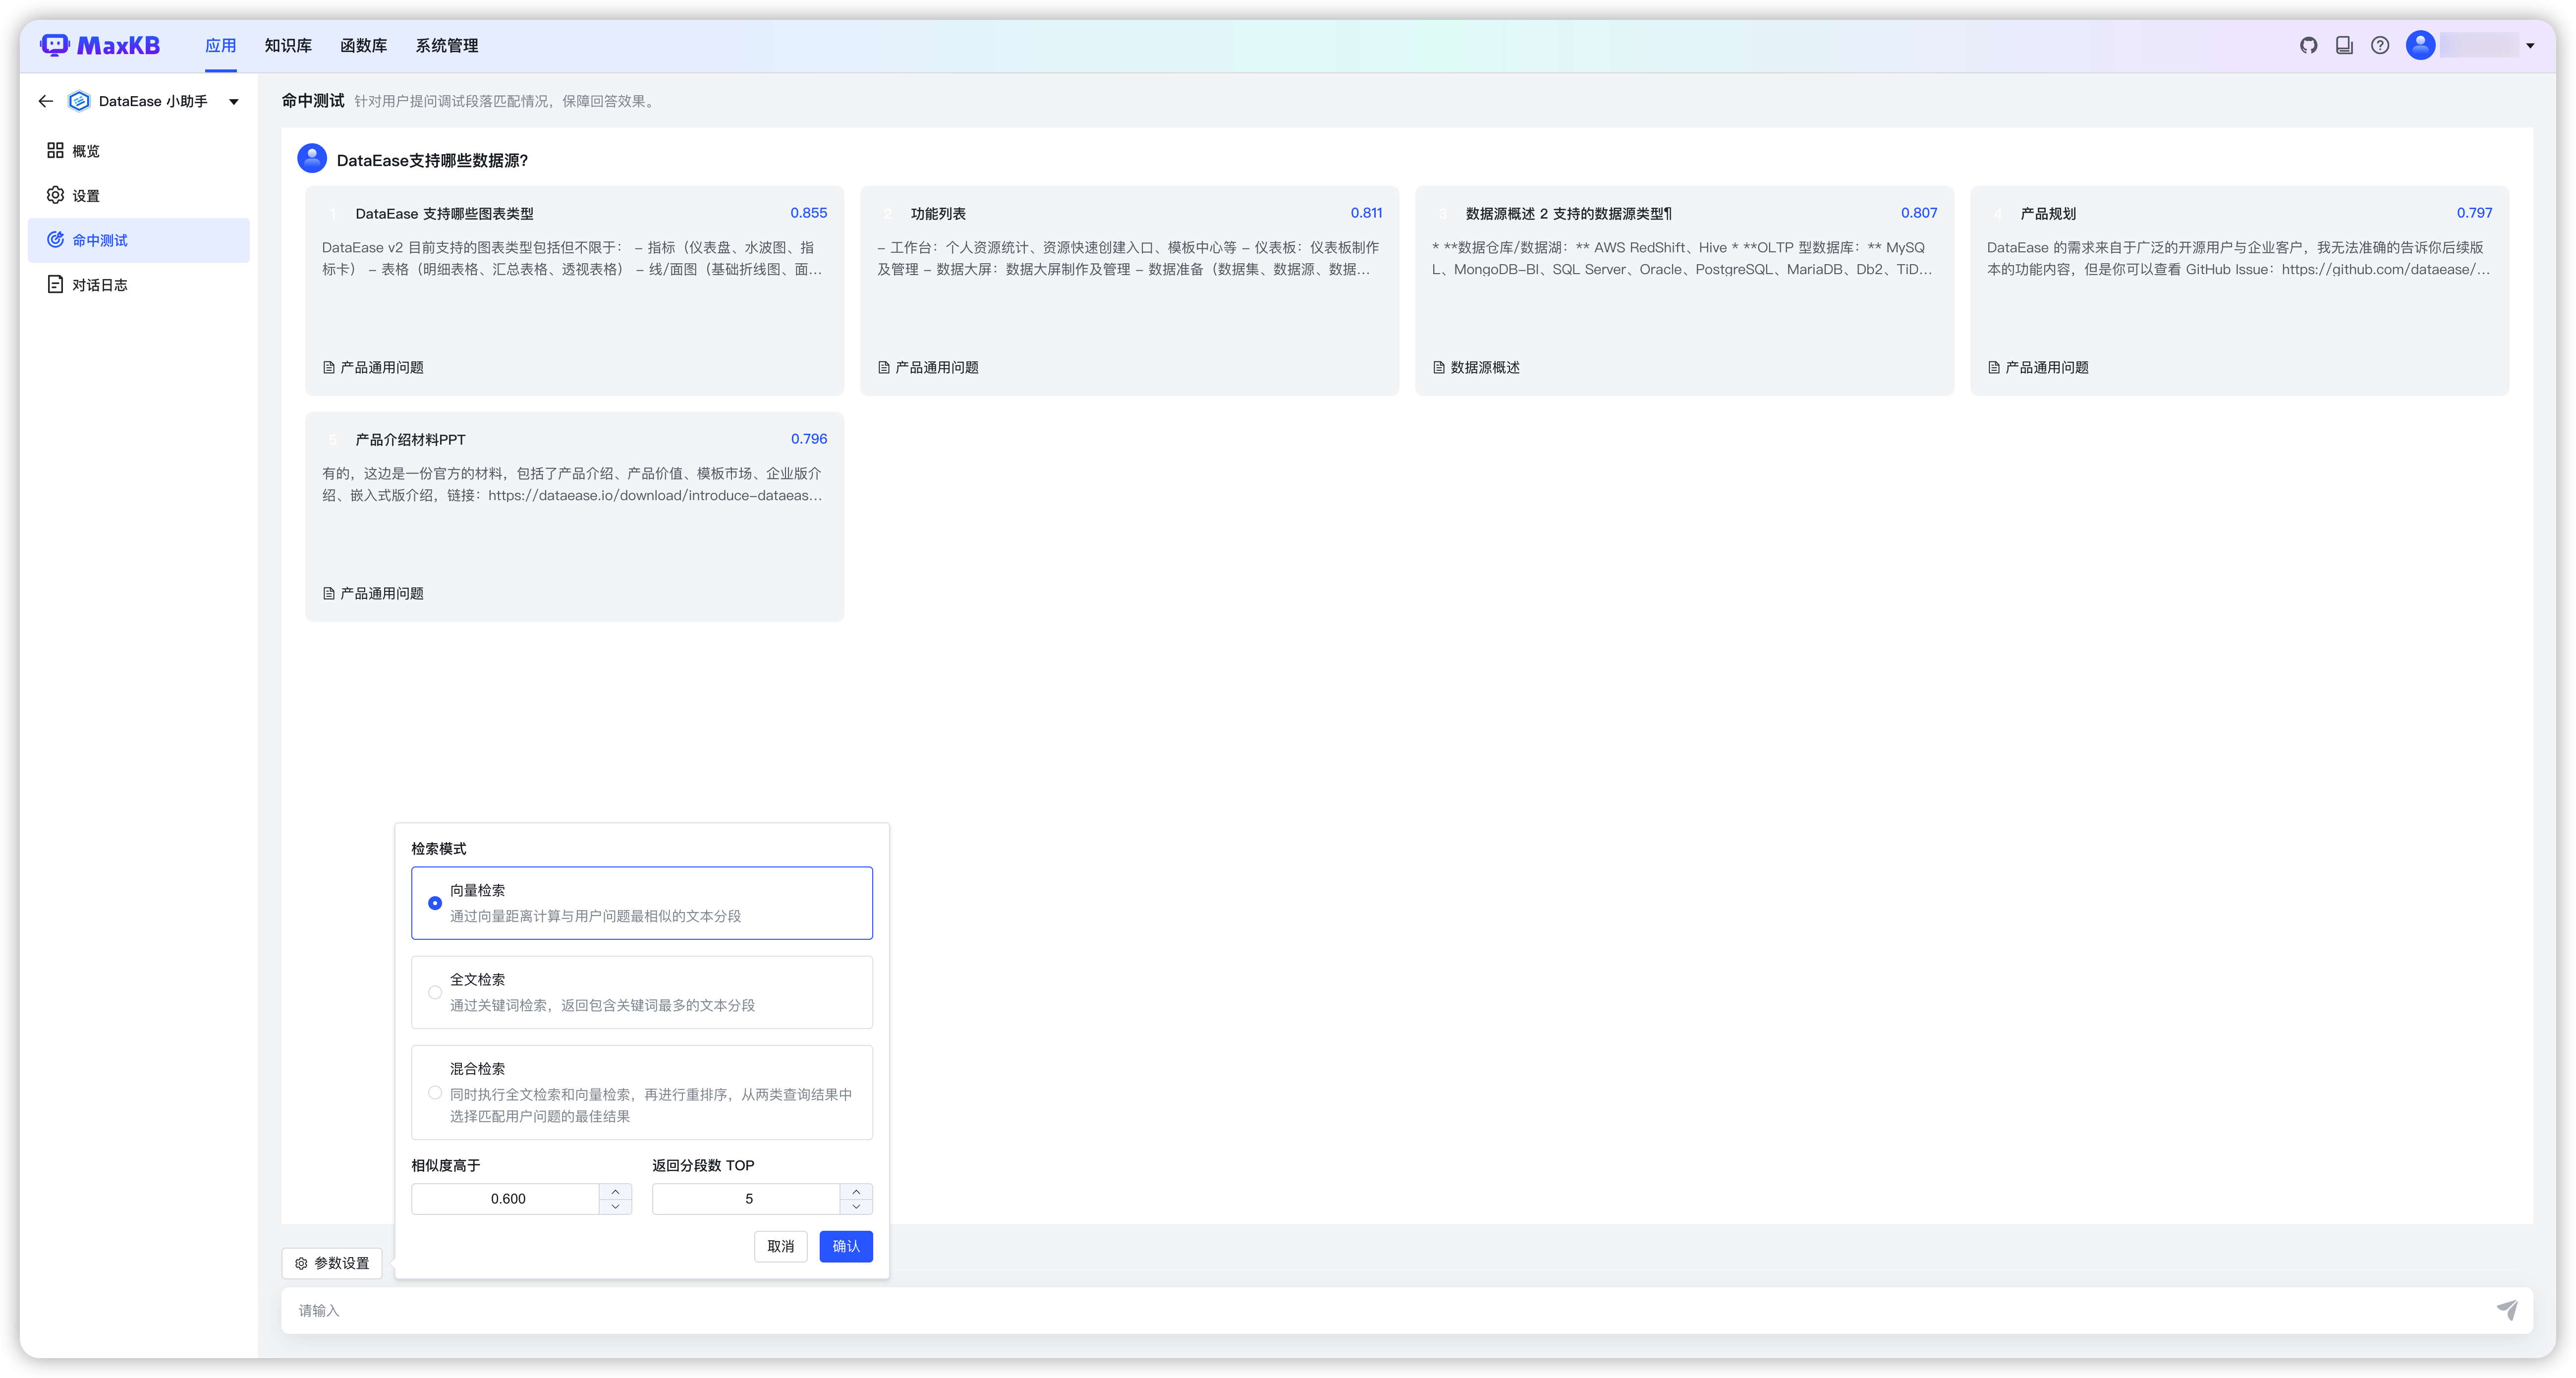 MaxKB
应用
知识库
函数库
系统管理
DataEase 小助手
概览
设置
命中测试
对话日志
命中测试 针对用户提问调试段落匹配情况，保障回答效果。
DataEase支持哪些数据源?
1 DataEase 支持哪些图表类型 0.855
DataEase v2 目前支持的图表类型包括但不限于： – 指标（仪表盘、水波图、指
标卡） – 表格（明细表格、汇总表格、透视表格） – 线/面图（基础折线图、面...
产品通用问题
2 功能列表 0.811
– 工作台：个人资源统计、资源快速创建入口、模板中心等 – 仪表板：仪表板制作
及管理 – 数据大屏：数据大屏制作及管理 – 数据准备（数据集、数据源、数据...
产品通用问题
3 数据源概述 2 支持的数据源类型¶ 0.807
* **数据仓库/数据湖：** AWS RedShift、Hive * **OLTP 型数据库：** MySQ
L、MongoDB–BI、SQL Server、Oracle、PostgreSQL、MariaDB、Db2、TiD...
数据源概述
4 产品规划 0.797
DataEase 的需求来自于广泛的开源用户与企业客户，我无法准确的告诉你后续版
本的功能内容，但是你可以查看 GitHub Issue：https://github.com/dataease/...
产品通用问题
5 产品介绍材料PPT 0.796
有的，这边是一份官方的材料，包括了产品介绍、产品价值、模板市场、企业版介
绍、嵌入式版介绍，链接：https://dataease.io/download/introduce–dataeas...
产品通用问题
检索模式
向量检索
通过向量距离计算与用户问题最相似的文本分段
全文检索
通过关键词检索，返回包含关键词最多的文本分段
混合检索
同时执行全文检索和向量检索，再进行重排序，从两类查询结果中
选择匹配用户问题的最佳结果
相似度高于
返回分段数 TOP
0.600
5
取消
确认
参数设置
请输入